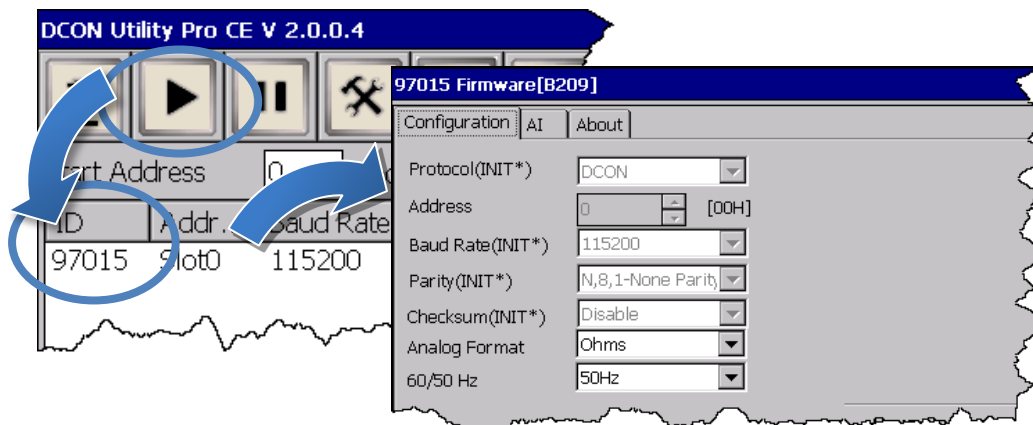 DCON Utility Pro CE V 2.0.0.4
Address 0
ID Addr. Baud Rate
97015 Slot0 115200
97015 Firmware[B209]
Configuration AI About
Protocol(INIT*) DCON
Address 0 [00H]
Baud Rate(INIT*) 115200
Parity(INIT*) N,8,1-None Parity
Checksum(INIT*) Disable
Analog Format Ohms
60/50 Hz 50Hz